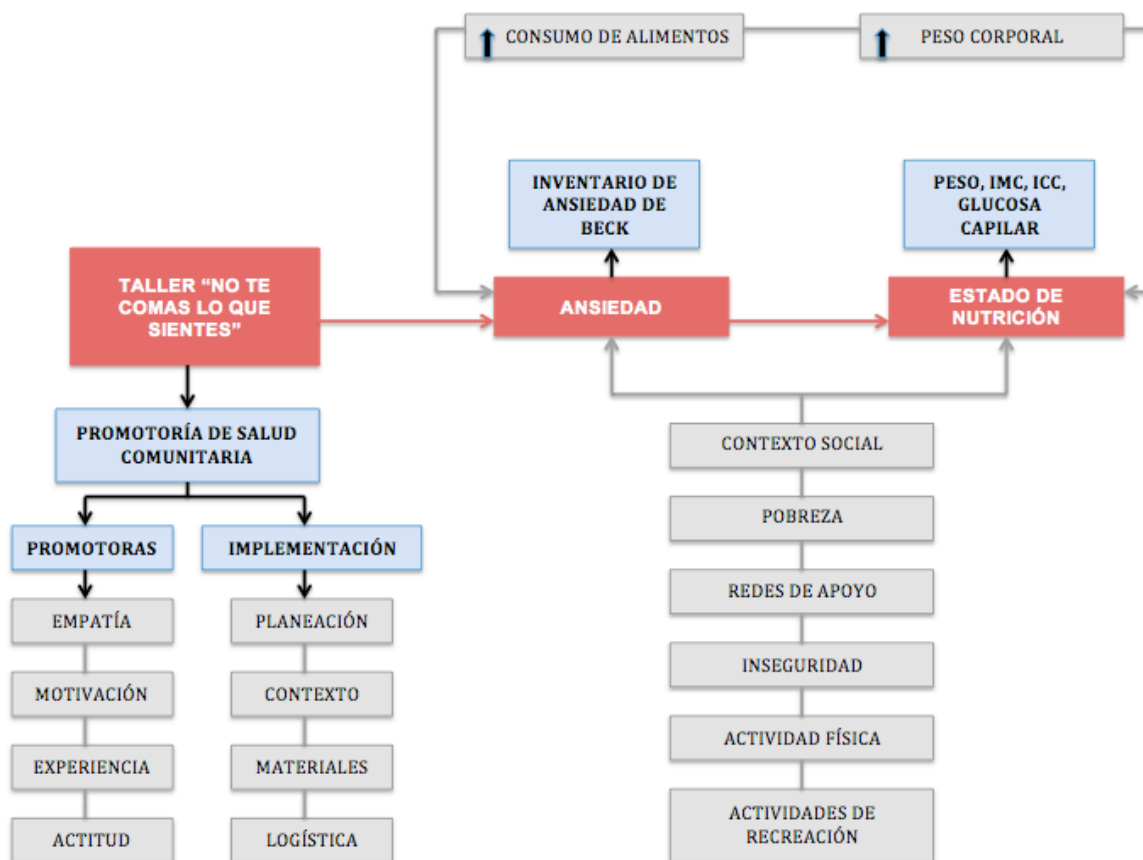 CONSUMO DE ALIMENTOS
PESO CORPORAL
INVENTARIO DE
ANSIEDAD DE
BECK
PESO, IMC, ICC,
GLUCOSA
CAPILAR
TALLER “NO TE
COMAS LO QUE
SIENTES”
ANSIEDAD
ESTADO DE
NUTRICIÓN
PROMOTORÍA DE SALUD
COMUNITARIA
PROMOTORAS
IMPLEMENTACIÓN
EMPATÍA
MOTIVACIÓN
EXPERIENCIA
ACTITUD
PLANEACIÓN
CONTEXTO
MATERIALES
LOGÍSTICA
CONTEXTO SOCIAL
POBREZA
REDES DE APOYO
INSEGURIDAD
ACTIVIDAD FÍSICA
ACTIVIDADES DE
RECREACIÓN